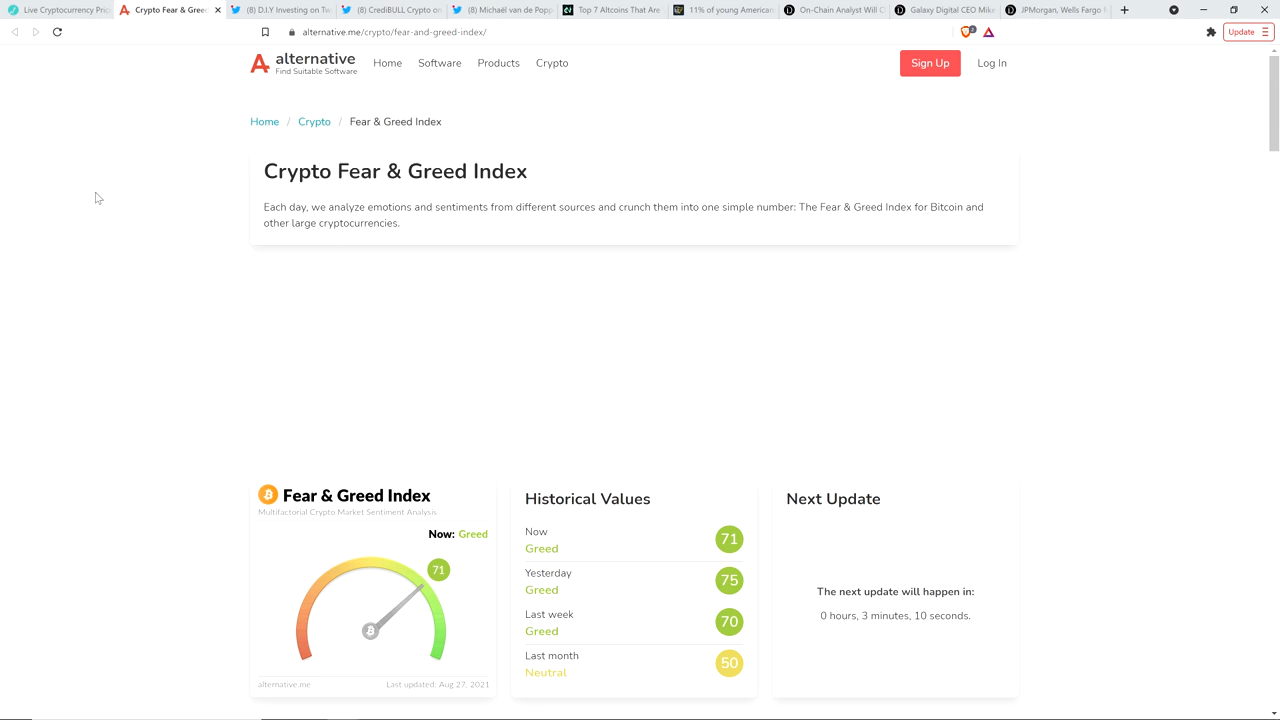 Live Cryptocurrency Pric
Crypto Fear & Greed
(8) D.I.Y Investing on Tw
(8) CrediBULL Crypto on
(8) Michaël van de Popp
Top 7 Altcoins That Are
11% of young American
On-Chain Analyst Will C
Galaxy Digital CEO Mike
JPMorgan, Wells Fargo
alternative.me/crypto/fear-and-greed-index/
2
Update
alternative
Find Suitable Software
Home
Software
Products
Crypto
Sign Up
Log In
Home / Crypto / Fear & Greed Index
Crypto Fear & Greed Index
Each day, we analyze emotions and sentiments from different sources and crunch them into one simple number: The Fear & Greed Index for Bitcoin and
other large cryptocurrencies.
Fear & Greed Index
Multifactorial Crypto Market Sentiment Analysis
Now: Greed
71
alternative.me
Last updated: Aug 27, 2021
Historical Values
Now
Greed
71
Yesterday
Greed
75
Last week
Greed
70
Last month
Neutral
50
Next Update
The next update will happen in:
0 hours, 3 minutes, 10 seconds.